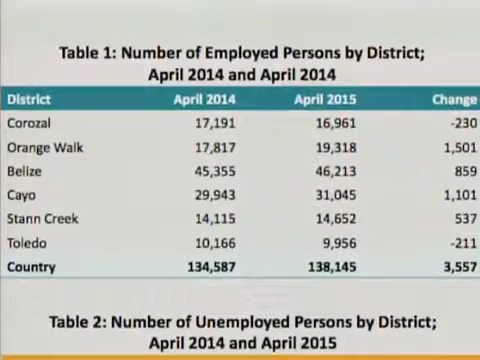 Table 1: Number of Employed Persons by District;
April 2014 and April 2014
District April 2014 April 2015 Change
Corozal 17,191 16,961 -230
Orange Walk 17,817 19,318 1,501
Belize 45,355 46,213 859
Cayo 29,943 31,045 1,101
Stann Creek 14,115 14,652 537
Toledo 10,166 9,956 -211
Country 134,587 138,145 3,557
Table 2: Number of Unemployed Persons by District;
April 2014 and April 2015